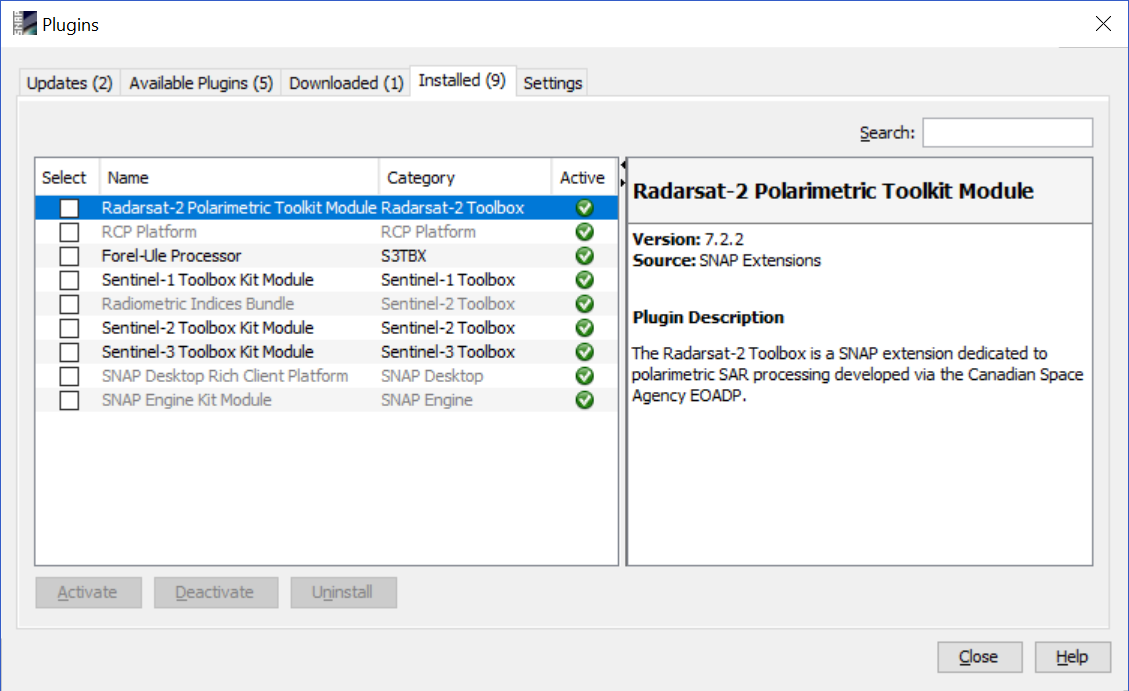 Plugins
Updates (2) Available Plugins (5) Downloaded (1) Installed (9) Settings
Search:
Select Name Category Active
Radarsat-2 Polarimetric Toolkit Module Radarsat-2 Toolbox
RCP Platform RCP Platform
Forel-Ule Processor S3TBX
Sentinel-1 Toolbox Kit Module Sentinel-1 Toolbox
Radiometric Indices Bundle Sentinel-2 Toolbox
Sentinel-2 Toolbox Kit Module Sentinel-2 Toolbox
Sentinel-3 Toolbox Kit Module Sentinel-3 Toolbox
SNAP Desktop Rich Client Platform SNAP Desktop
SNAP Engine Kit Module SNAP Engine
Radarsat-2 Polarimetric Toolkit Module
Version: 7.2.2
Source: SNAP Extensions
Plugin Description
The Radarsat-2 Toolbox is a SNAP extension dedicated to
polarimetric SAR processing developed via the Canadian Space
Agency EOADP.
Activate Deactivate Uninstall
Close Help